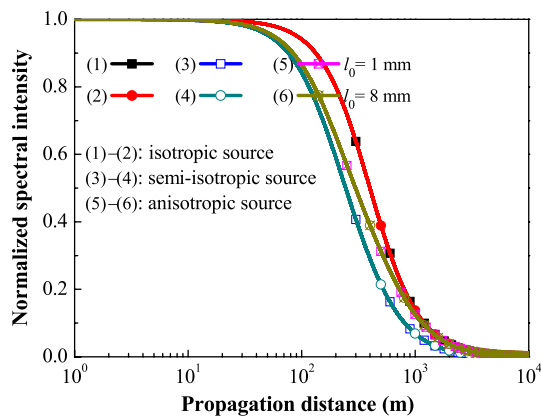 1.0
0.8
0.6
0.4
0.2
0.0
Normalized spectral intensity
(1) (3) (5) l0= 1 mm
(2) (4) (6) l0= 8 mm
(1)–(2): isotropic source
(3)–(4): semi-isotropic source
(5)–(6): anisotropic source
10^0 10^1 10^2 10^3 10^4
Propagation distance (m)